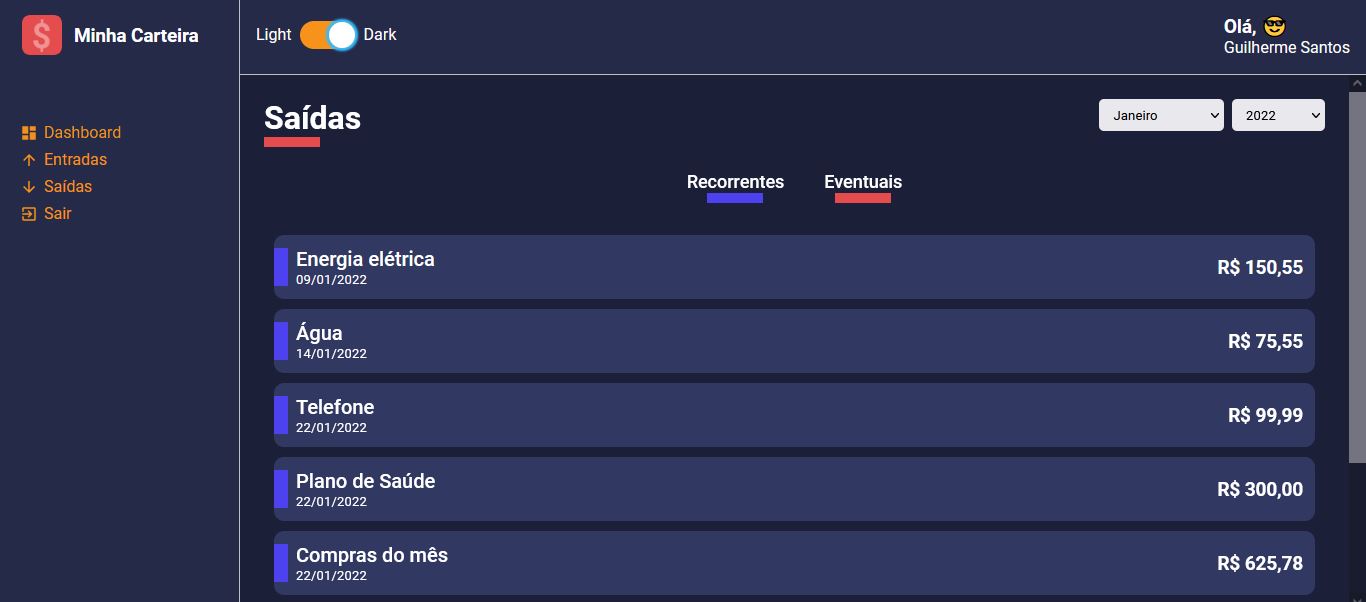 $ Minha Carteira
Light Dark
Olá, 😎
Guilherme Santos
Dashboard
Entradas
Saídas
Sair
Saídas
Janeiro 2022
Recorrentes Eventuais
Energia elétrica
09/01/2022
R$ 150,55
Água
14/01/2022
R$ 75,55
Telefone
22/01/2022
R$ 99,99
Plano de Saúde
22/01/2022
R$ 300,00
Compras do mês
22/01/2022
R$ 625,78